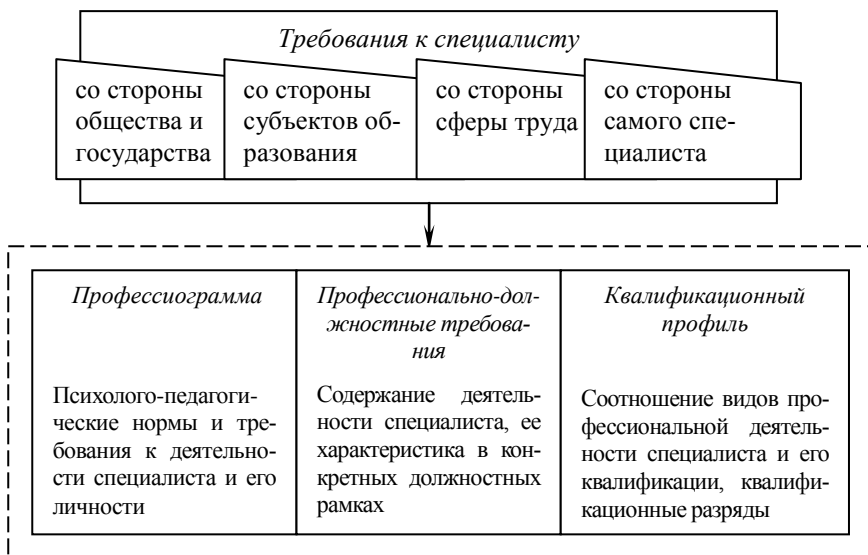 Требования к специалисту
со стороны
общества и
государства
со стороны
субъектов об-
разования
со стороны
сферы труда
со стороны
самого спе-
циалиста
Профессиограмма
Психолого-педагоги-
ческие нормы и тре-
бования к деятельно-
сти специалиста и его
личности
Профессионально-дол-
жностные требова-
ния
Содержание деятель-
ности специалиста, ее
характеристика в кон-
кретных должностных
рамках
Квалификационный
профиль
Соотношение видов про-
фессиональной деятель-
ности специалиста и его
квалификации, квалифи-
кационные разряды